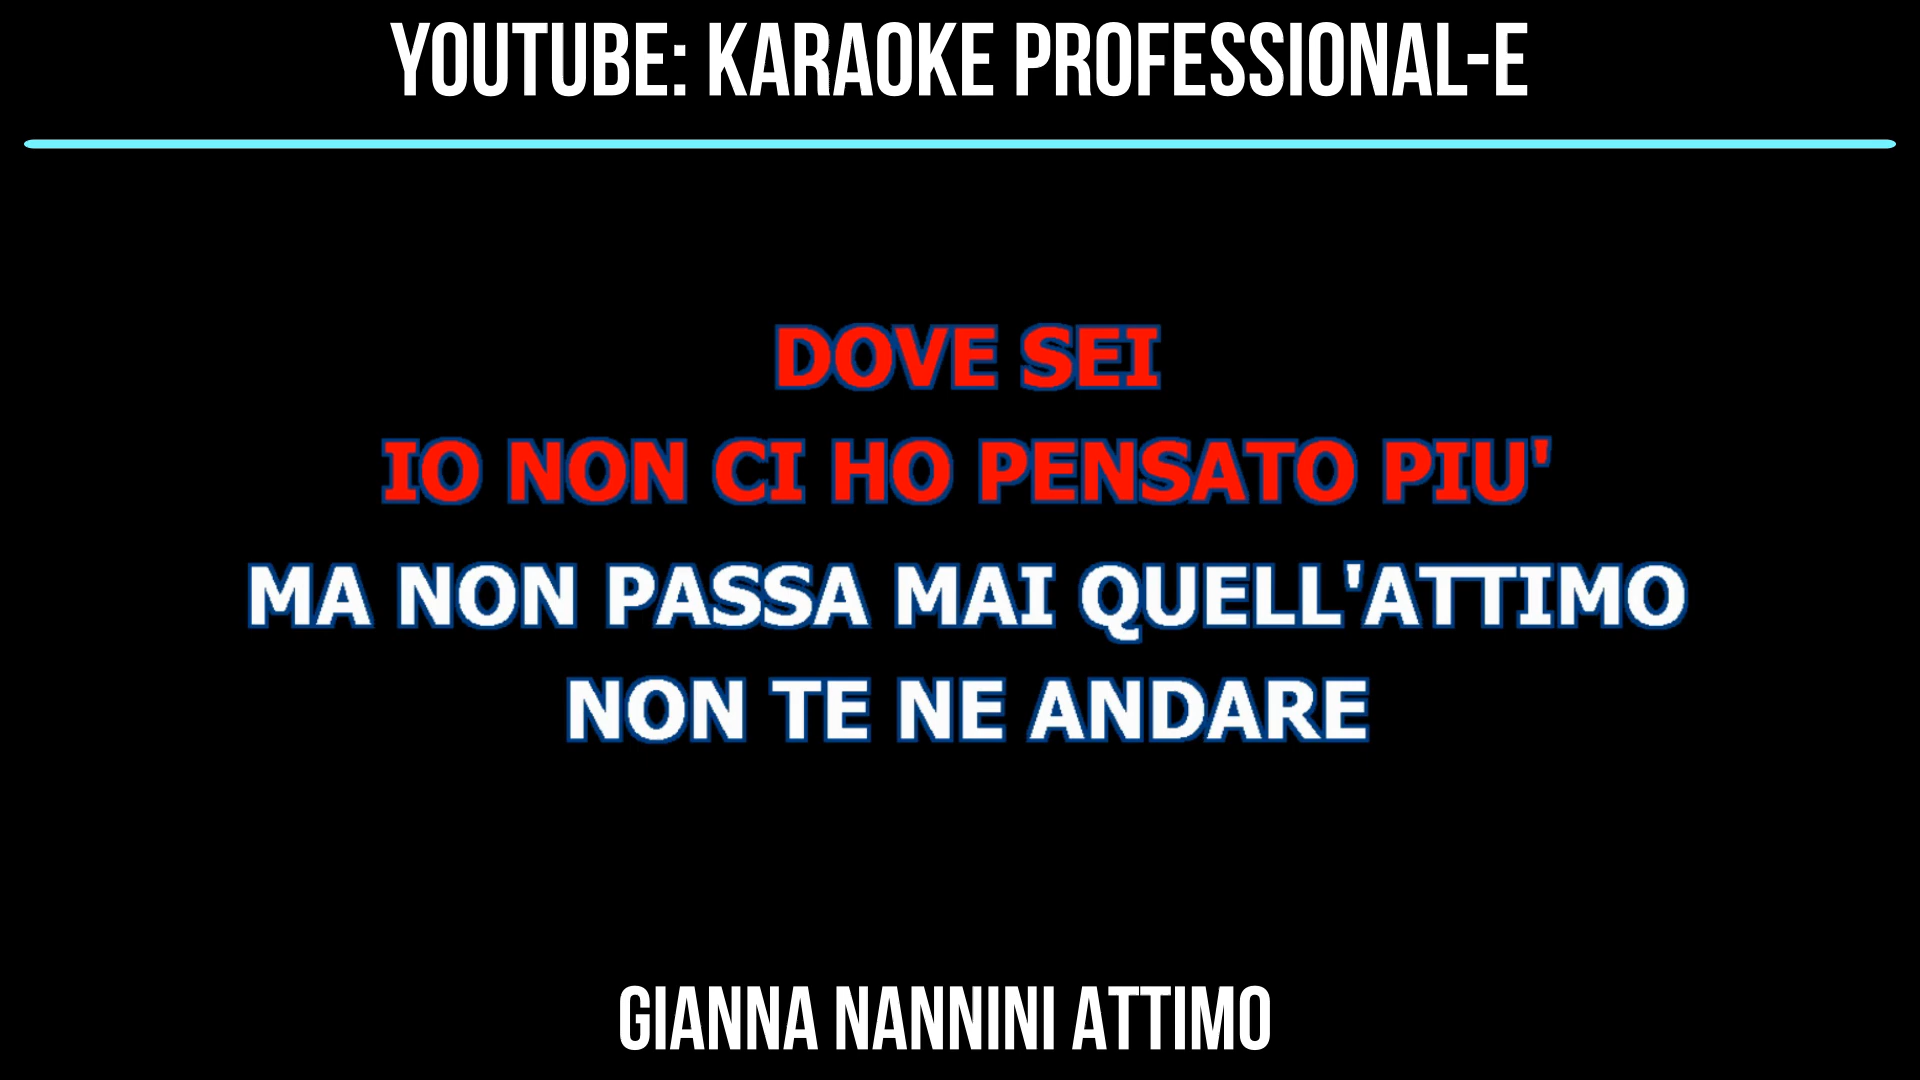 YOUTUBE: KARAOKE PROFESSIONAL-E
DOVE SEI
IO NON CI HO PENSATO PIU'
MA NON PASSA MAI QUELL'ATTIMO
NON TE NE ANDARE
GIANNA NANNINI ATTIMO